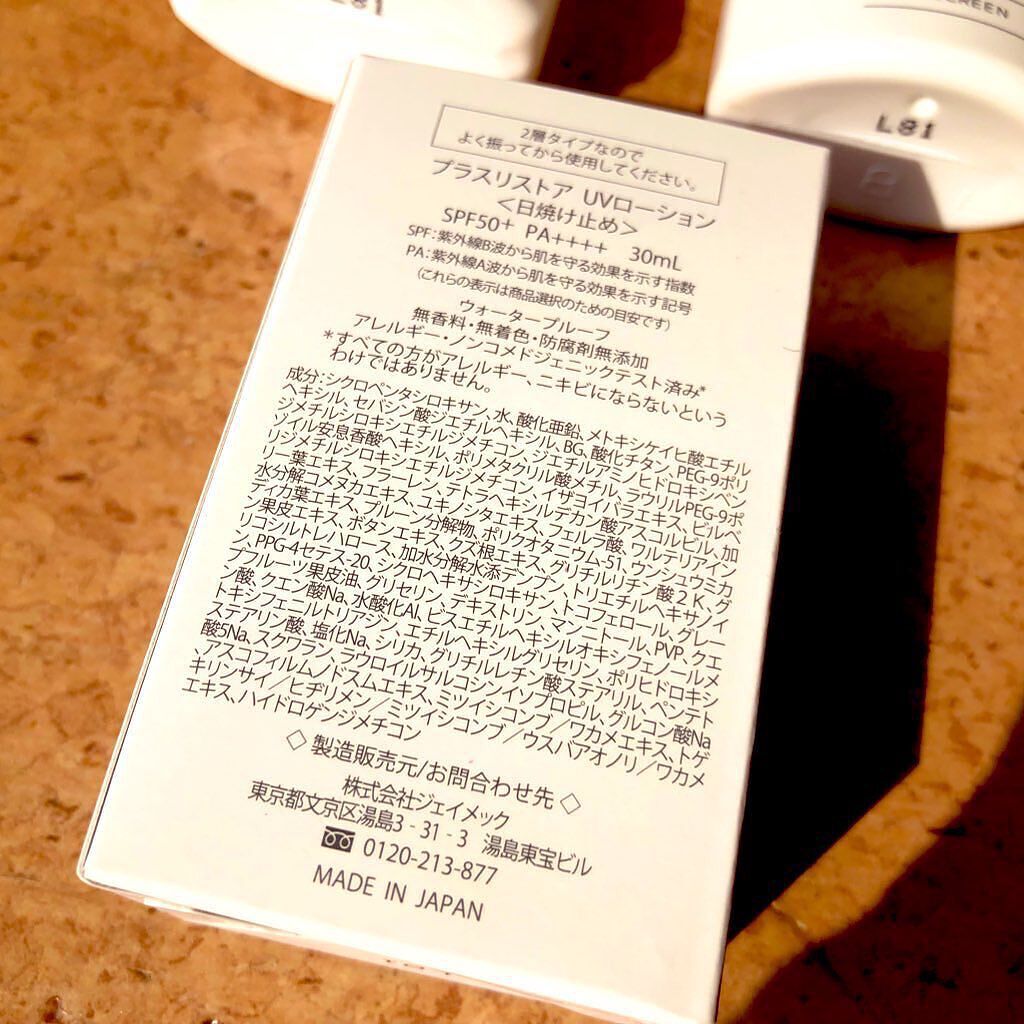 L81
SCREEN
L81
2層タイプなので
よく振ってから使用してください。
プラスリストア UVローション
＜日焼け止め＞
SPF50+ PA++++ 30mL
SPF：紫外線B波から肌を守る効果を示す指数
PA：紫外線A波から肌を守る効果を示す記号
（これらの表示は商品選択のための目安です）
ウォータープルーフ
無香料・無着色・防腐剤無添加
アレルギー・ノンコメドジェニックテスト済み*
*すべての方がアレルギー、ニキビにならないという
わけではありません。
成分：シクロペンタシロキサン、水、酸化亜鉛、メトキシケイヒ酸エチル
ヘキシル、セバシン酸ジエチルヘキシル、BG、酸化チタン、PEG-9ポリ
ジメチルシロキシエチルジメチコン、ジエチルアミノヒドロキシベン
ゾイル安息香酸ヘキシル、ポリメタクリル酸メチル、ラウリルPEG-9ポ
リジメチルシロキシエチルジメチコン、イザヨイバラエキス、ビルベ
リー葉エキス、フラーレン、テトラヘキシルデカン酸アスコルビル、加
水分解コメヌカエキス、ユキノシタエキス、フェルラ酸、ワルテリアイン
ディカ葉エキス、プルーン分解物、ポリクオタニウム-51、ウンシュウミカ
ン果皮エキス、ボタンエキス、クズ根エキス、グリチルリチン酸２K、グ
リコシルトレハロース、加水分解水添デンプン、トリエチルヘキサノイ
ン、PPG-4セテス-20、シクロヘキサシロキサン、トコフェロール、グレー
プフルーツ果皮油、グリセリン、デキストリン、マンニトール、PVP、クエ
ン酸、クエン酸Na、水酸化Al、ビスエチルヘキシルオキシフェノールメ
トキシフェニルトリアジン、エチルヘキシルグリセリン、ポリヒドロキシ
ステアリン酸、塩化Na、シリカ、グリチルレチン酸ステアリル、ペンテト
酸5Na、スクワラン、ラウロイルサルコシンイソプロピル、グルコン酸Na
、アスコフィルムノドスムエキス、ミツイシコンブ／ワカメエキス、トゲ
キリンサイ／ヒヂリメン／ミツイシコンブ／ウスバアオノリ／ワカメ
エキス、ハイドロゲンジメチコン
◇ 製造販売元/お問合わせ先 ◇
株式会社ジェイメック
東京都文京区湯島3 - 31 - 3 湯島東宝ビル
0120-213-877
MADE IN JAPAN